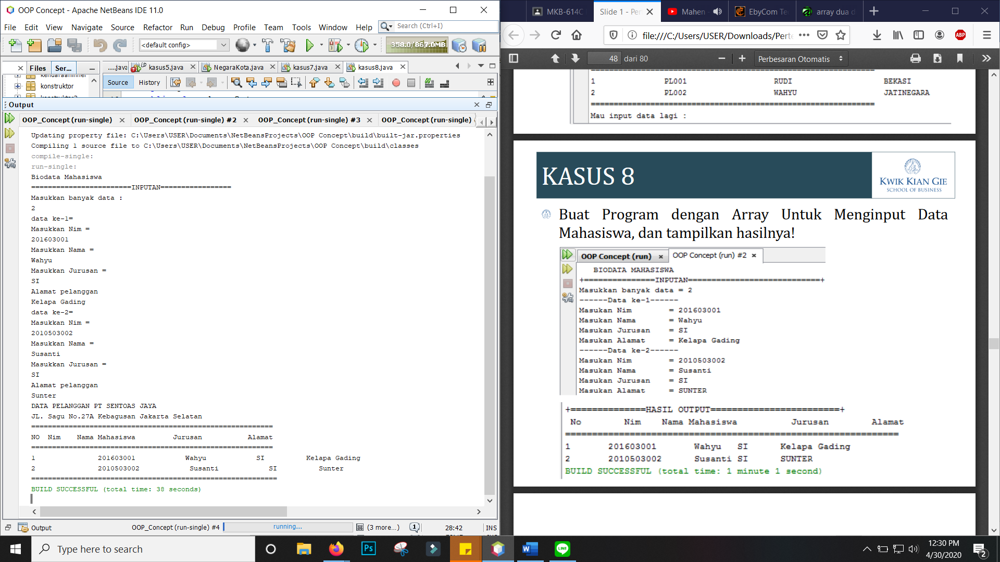 OOP Concept - Apache NetBeans IDE 11.0
File Edit View Navigate Source Refactor Run Debug Profile Team Tools Window Help
Search (Ctrl+I)
<default config>
358.0/867.0MB
Files Ser...
....java kasus5.java NegaraKota.java kasus7.java kasus8.java
konstruktor
Source History
Output
OOP_Concept (run-single) OOP_Concept (run-single) #2 OOP_Concept (run-single) #3 OOP_Concept (run-single)
Updating property file: C:\Users\USER\Documents\NetBeansProjects\OOP Concept\build\built-jar.properties
Compiling 1 source file to C:\Users\USER\Documents\NetBeansProjects\OOP Concept\build\classes
compile-single:
run-single:
Biodata Mahasiswa
========================INPUTAN=================
Masukkan banyak data :
2
data ke-1=
Masukkan Nim =
201603001
Masukkan Nama =
Wahyu
Masukkan Jurusan =
SI
Alamat pelanggan
Kelapa Gading
data ke-2=
Masukkan Nim =
2010503002
Masukkan Nama =
Susanti
Masukkan Jurusan =
SI
Alamat pelanggan
Sunter
DATA PELANGGAN PT SENTOAS JAYA
JL. Sagu No.27A Kebagusan Jakarta Selatan
==========================================================
NO Nim Nama Mahasiswa Jurusan Alamat
==========================================================
1 201603001 Wahyu SI Kelapa Gading
2 2010503002 Susanti SI Sunter
===========================================================
BUILD SUCCESSFUL (total time: 38 seconds)
Output
OOP_Concept (run-single) #4 running... (3 more...) 1 28:42 INS
MKB-614C Slide 1 - Per Mahen EbyCom Te array dua d
file:///C:/Users/USER/Downloads/Perte
ABP
48 dari 80 Perbesaran Otomatis
1 PL001 RUDI BEKASI
2 PL002 WAHYU JATINEGARA
Mau input data lagi :
KASUS 8
KWIK KIAN GIE
SCHOOL OF BUSINESS
Buat Program dengan Array Untuk Menginput Data
Mahasiswa, dan tampilkan hasilnya!
OOP Concept (run) OOP Concept (run) #2
BIODATA MAHASISWA
+===============INPUTAN============================+
Masukkan banyak data = 2
------Data ke-1------
Masukan Nim = 201603001
Masukan Nama = Wahyu
Masukan Jurusan = SI
Masukan Alamat = Kelapa Gading
------Data ke-2------
Masukan Nim = 2010503002
Masukan Nama = Susanti
Masukan Jurusan = SI
Masukan Alamat = SUNTER
+==============HASIL OUTPUT========================+
No Nim Nama Mahasiswa Jurusan Alamat
==============================================================
1 201603001 Wahyu SI Kelapa Gading
2 2010503002 Susanti SI SUNTER
BUILD SUCCESSFUL (total time: 1 minute 1 second)
Type here to search
Ps
LINE
12:30 PM
4/30/2020
2